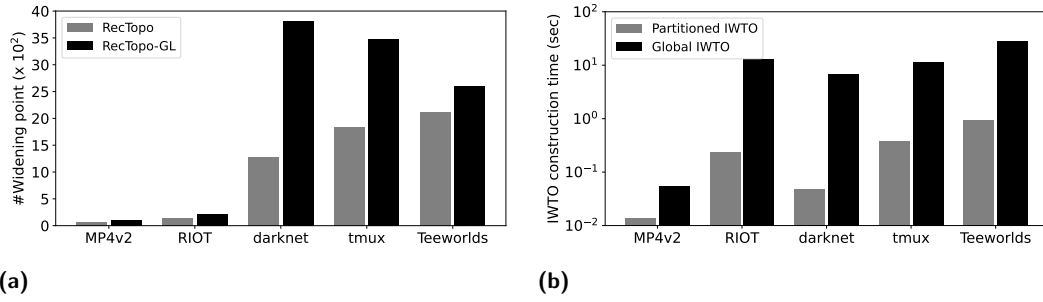 #Widening point (x 10²)
40
35
30
25
20
15
10
5
0
RecTopo
RecTopo-GL
MP4v2 RIOT darknet tmux Teeworlds
(a)
IWTO construction time (sec)
10²
10¹
10⁰
10⁻¹
10⁻²
Partitioned IWTO
Global IWTO
MP4v2 RIOT darknet tmux Teeworlds
(b)